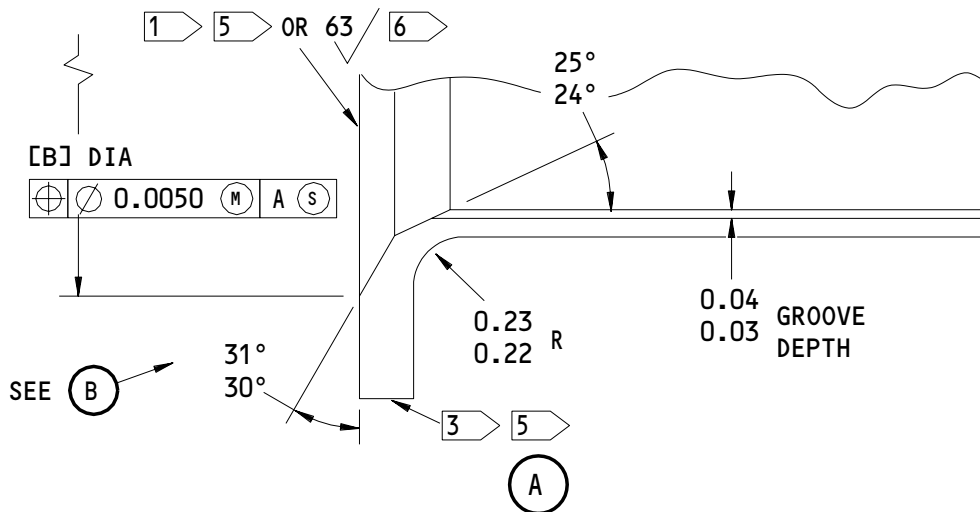 1 5 OR 63 6
25°
24°
[B] DIA
⌖ ⌀ 0.0050 Ⓜ A Ⓢ
0.04
0.03 GROOVE
DEPTH
0.23
0.22 R
31°
30°
SEE B
3 5
A